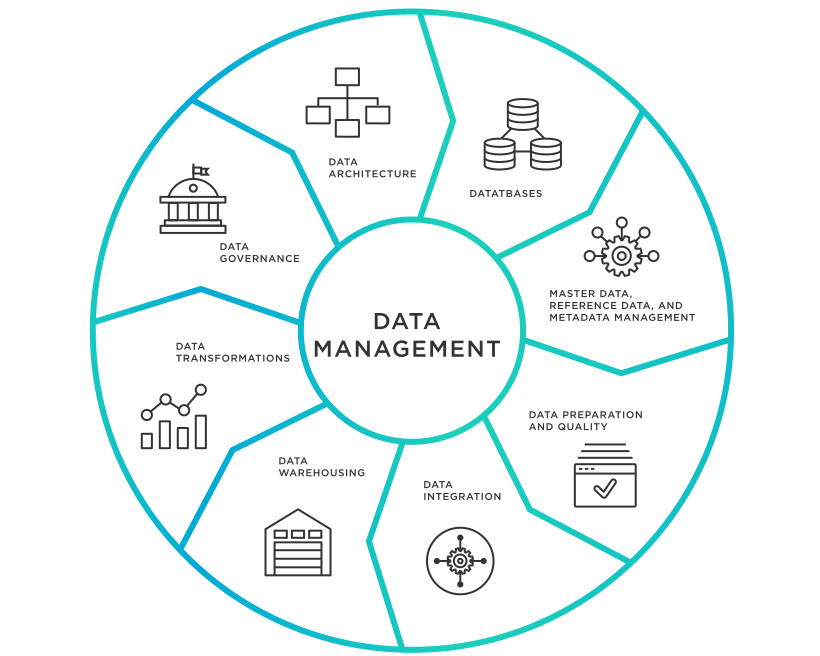 DATA
MANAGEMENT
DATA
ARCHITECTURE
DATATBASES
MASTER DATA,
REFERENCE DATA, AND
METADATA MANAGEMENT
DATA PREPARATION
AND QUALITY
DATA
INTEGRATION
DATA
WAREHOUSING
DATA
TRANSFORMATIONS
DATA
GOVERNANCE